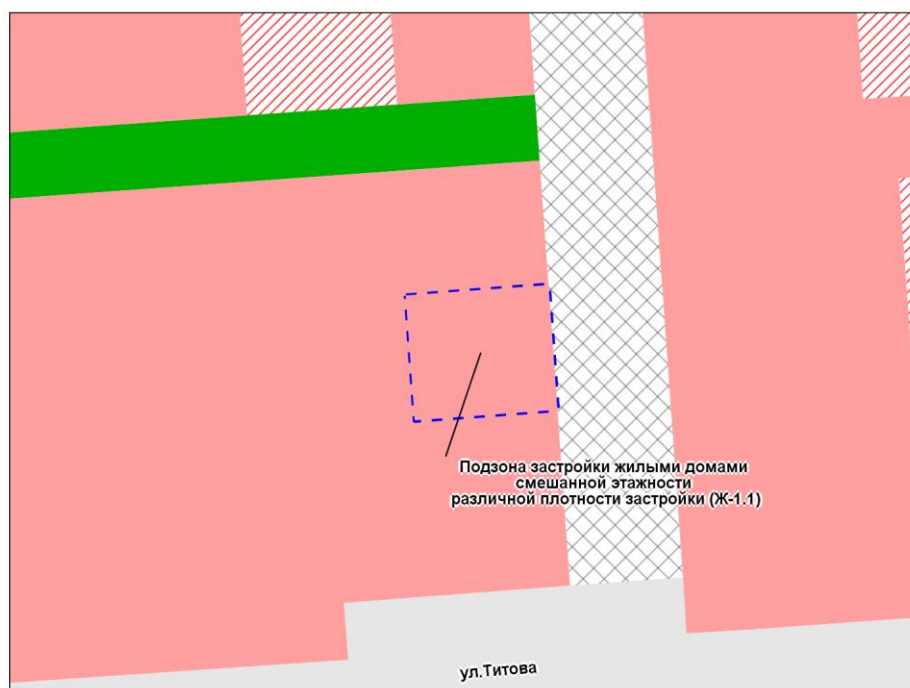 Подзона застройки жилыми домами
смешанной этажности
различной плотности застройки (Ж-1.1)
ул.Титова